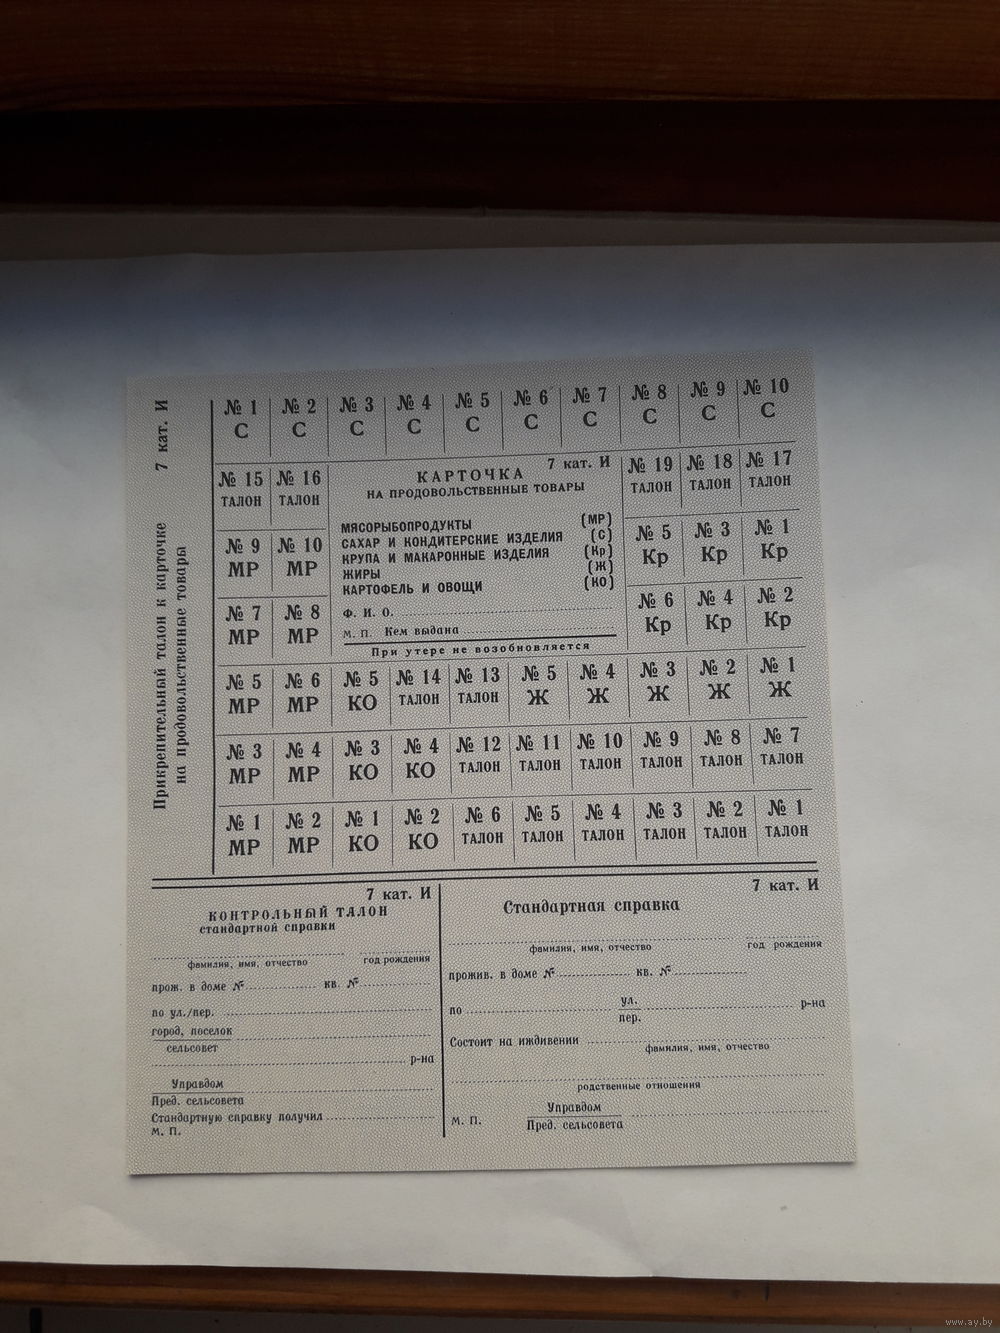 Прикрепительный талон к карточке 7 кат. И
на продовольственные товары
№ 1 № 2 № 3 № 4 № 5 № 6 № 7 № 8 № 9 № 10
С С С С С С С С С С
№ 15 № 16
ТАЛОН ТАЛОН
№ 9 № 10
МР МР
№ 7 № 8
МР МР
7 кат. И
КАРТОЧКА
НА ПРОДОВОЛЬСТВЕННЫЕ ТОВАРЫ
МЯСОРЫБОПРОДУКТЫ (МР)
САХАР И КОНДИТЕРСКИЕ ИЗДЕЛИЯ (С)
КРУПА И МАКАРОННЫЕ ИЗДЕЛИЯ (Кр)
ЖИРЫ (Ж)
КАРТОФЕЛЬ И ОВОЩИ (КО)
Ф. И. О.
М. П. Кем выдана
При утере не возобновляется
№ 19 № 18 № 17
ТАЛОН ТАЛОН ТАЛОН
№ 5 № 3 № 1
Кр Кр Кр
№ 6 № 4 № 2
Кр Кр Кр
№ 5 № 6 № 5 № 14 № 13 № 5 № 4 № 3 № 2 № 1
МР МР КО ТАЛОН ТАЛОН Ж Ж Ж Ж Ж
№ 3 № 4 № 3 № 4 № 12 № 11 № 10 № 9 № 8 № 7
МР МР КО КО ТАЛОН ТАЛОН ТАЛОН ТАЛОН ТАЛОН ТАЛОН
№ 1 № 2 № 1 № 2 № 6 № 5 № 4 № 3 № 2 № 1
МР МР КО КО ТАЛОН ТАЛОН ТАЛОН ТАЛОН ТАЛОН ТАЛОН
7 кат. И
КОНТРОЛЬНЫЙ ТАЛОН
стандартной справки
фамилия, имя, отчество год рождения
прож. в доме № кв. №
по ул./пер.
город, поселок
сельсовет
р-на
Управдом
Пред. сельсовета
Стандартную справку получил
М. П.
7 кат. И
Стандартная справка
фамилия, имя, отчество год рождения
прожив. в доме № кв. №
по ул. р-на
пер.
Состоит на иждивении
фамилия, имя, отчество
родственные отношения
Управдом
М. П. Пред. сельсовета
www.ay.by